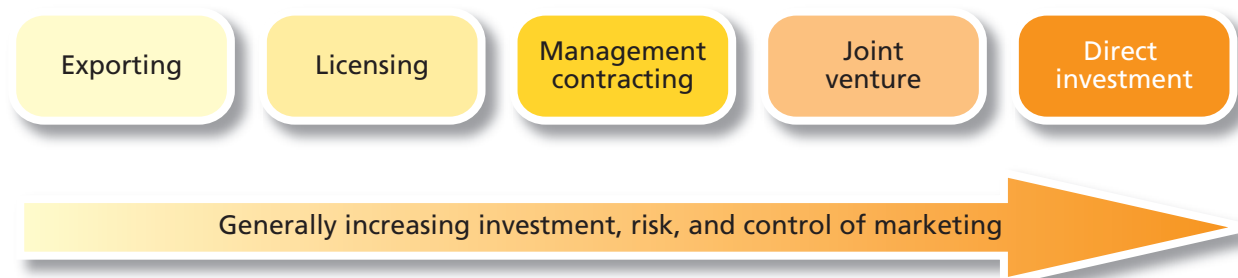 Exporting
Licensing
Management
contracting
Joint
venture
Direct
investment
Generally increasing investment, risk, and control of marketing